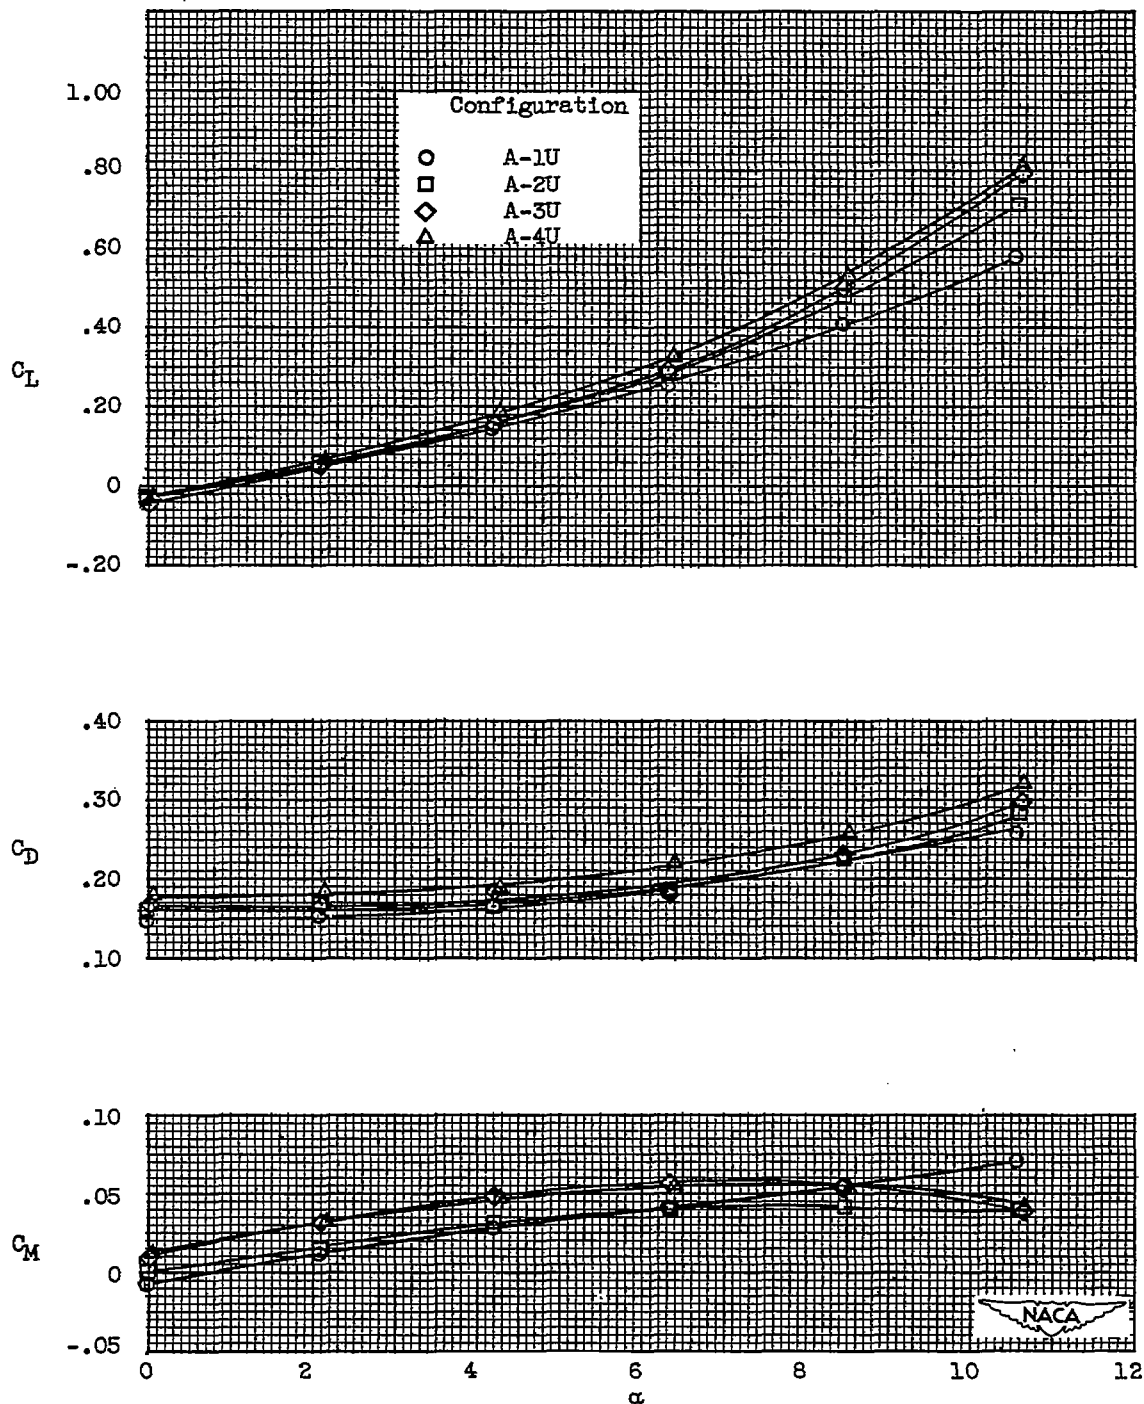 1.00
Configuration
○ A-1U
.80
□ A-2U
◇ A-3U
.60
△ A-4U
.40
C_L
.20
0
-.20
.40
.30
C_D
.20
.10
.10
.05
C_M
0
NACA
-.05
0 2 4 6 8 10 12
α